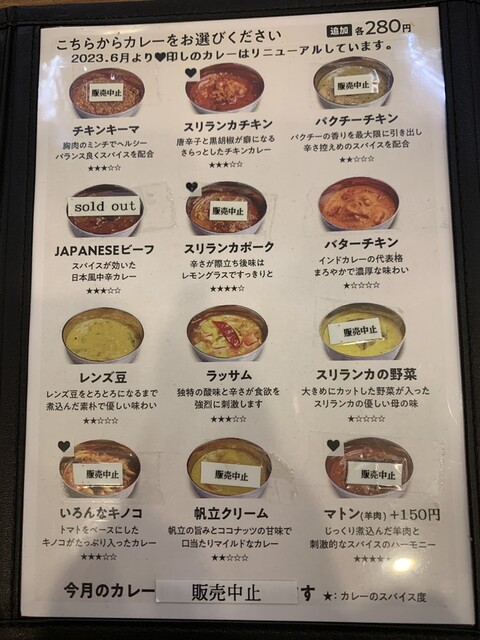 こちらからカレーをお選びください
追加 各280円
2023.6月より♥印しのカレーはリニューアルしています。
販売中止
販売中止
チキンキーマ
胸肉のミンチでヘルシー
バランス良くスパイスを配合
★★★☆☆
スリランカチキン
唐辛子と黒胡椒が癖になる
さらっとしたチキンカレー
★★★☆☆
パクチーチキン
パクチーの香りを最大限に引き出し
辛さ控えめのスパイスを配合
★★☆☆☆
sold out
販売中止
JAPANESEビーフ
スパイスが効いた
日本風中辛カレー
★★★☆☆
スリランカポーク
辛さが際立ち後味は
レモングラスですっきりと
★★★★☆
バターチキン
インドカレーの代表格
まろやかで濃厚な味わい
★☆☆☆☆
販売中止
レンズ豆
レンズ豆をとろとろになるまで
煮込んだ素朴で優しい味わい
★★☆☆☆
ラッサム
独特の酸味と辛さが食欲を
強烈に刺激します
★★★☆☆
スリランカの野菜
大きめにカットした野菜が入った
スリランカの優しい母の味
★☆☆☆☆
販売中止
販売中止
販売中止
いろんなキノコ
トマトをベースにした
キノコがたっぷり入ったカレー
★★★☆☆
帆立クリーム
帆立の旨みとココナッツの甘味で
口当たりマイルドなカレー
★★☆☆☆
マトン(羊肉) +150円
じっくり煮込んだ羊肉と
刺激的なスパイスのハーモニー
今月のカレー 販売中止 す
★：カレーのスパイス度